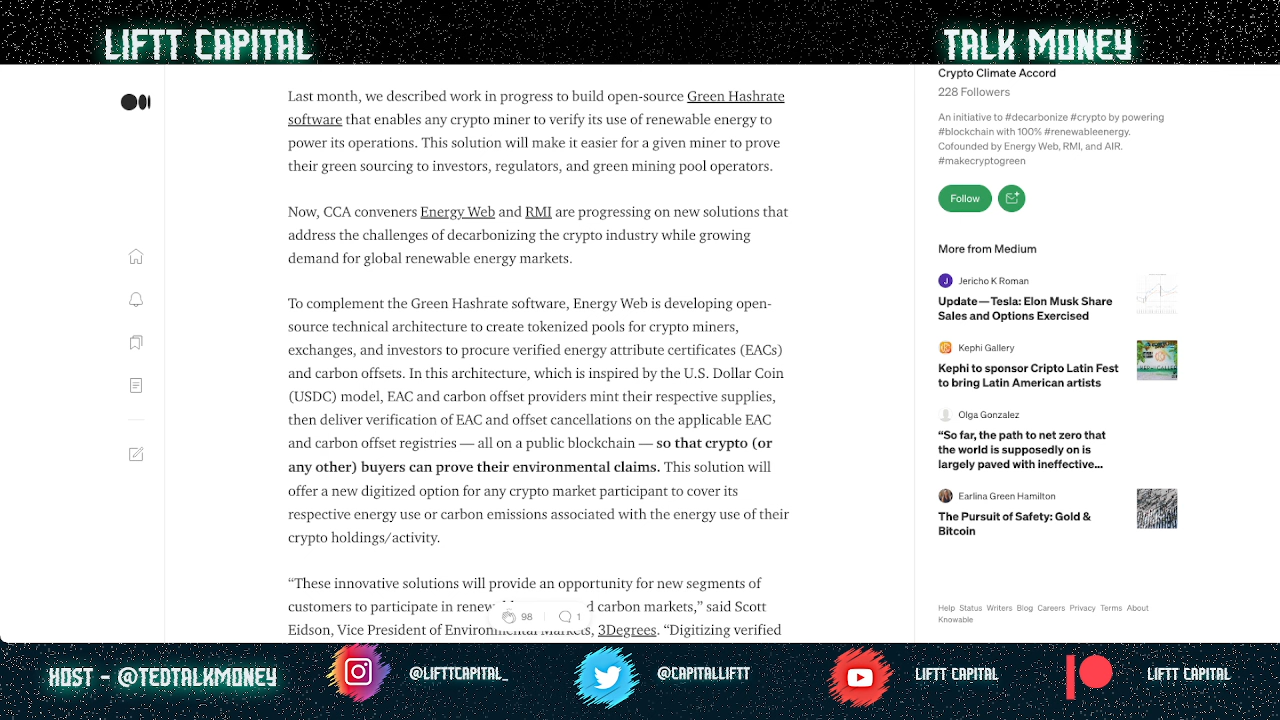 LIFTT CAPITAL
TALK MONEY
Last month, we described work in progress to build open-source Green Hashrate
software that enables any crypto miner to verify its use of renewable energy to
power its operations. This solution will make it easier for a given miner to prove
their green sourcing to investors, regulators, and green mining pool operators.
Now, CCA conveners Energy Web and RMI are progressing on new solutions that
address the challenges of decarbonizing the crypto industry while growing
demand for global renewable energy markets.
To complement the Green Hashrate software, Energy Web is developing open-
source technical architecture to create tokenized pools for crypto miners,
exchanges, and investors to procure verified energy attribute certificates (EACs)
and carbon offsets. In this architecture, which is inspired by the U.S. Dollar Coin
(USDC) model, EAC and carbon offset providers mint their respective supplies,
then deliver verification of EAC and offset cancellations on the applicable EAC
and carbon offset registries — all on a public blockchain — so that crypto (or
any other) buyers can prove their environmental claims. This solution will
offer a new digitized option for any crypto market participant to cover its
respective energy use or carbon emissions associated with the energy use of their
crypto holdings/activity.
“These innovative solutions will provide an opportunity for new segments of
customers to participate in d carbon markets,” said Scott
Eidson, Vice President of Environmental Markets, 3Degrees. “Digitizing verified
98
1
Crypto Climate Accord
228 Followers
An initiative to #decarbonize #crypto by powering
#blockchain with 100% #renewableenergy.
Cofounded by Energy Web, RMI, and AIR.
#makecryptogreen
Follow
More from Medium
J
Jericho K Roman
Update — Tesla: Elon Musk Share
Sales and Options Exercised
Kephi Gallery
Kephi to sponsor Cripto Latin Fest
to bring Latin American artists
Olga Gonzalez
“So far, the path to net zero that
the world is supposedly on is
largely paved with ineffective...
Earlina Green Hamilton
The Pursuit of Safety: Gold &
Bitcoin
Help Status Writers Blog Careers Privacy Terms About
Knowable
HOST - @TEDTALKMONEY
@LIFTTCAPITAL_
@CAPITALLIFTT
LIFTT CAPITAL
LIFTT CAPITAL